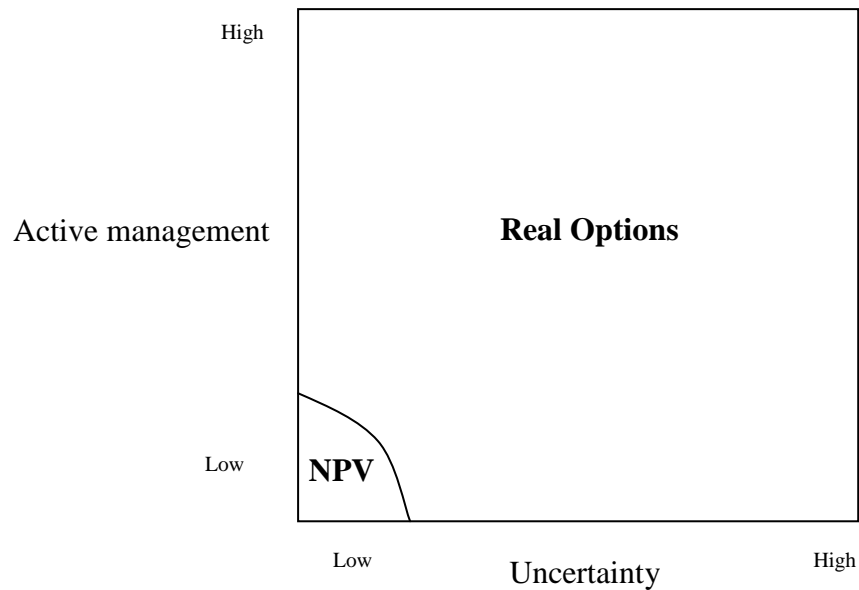 High
Active management
Real Options
Low
NPV
Low
High
Uncertainty